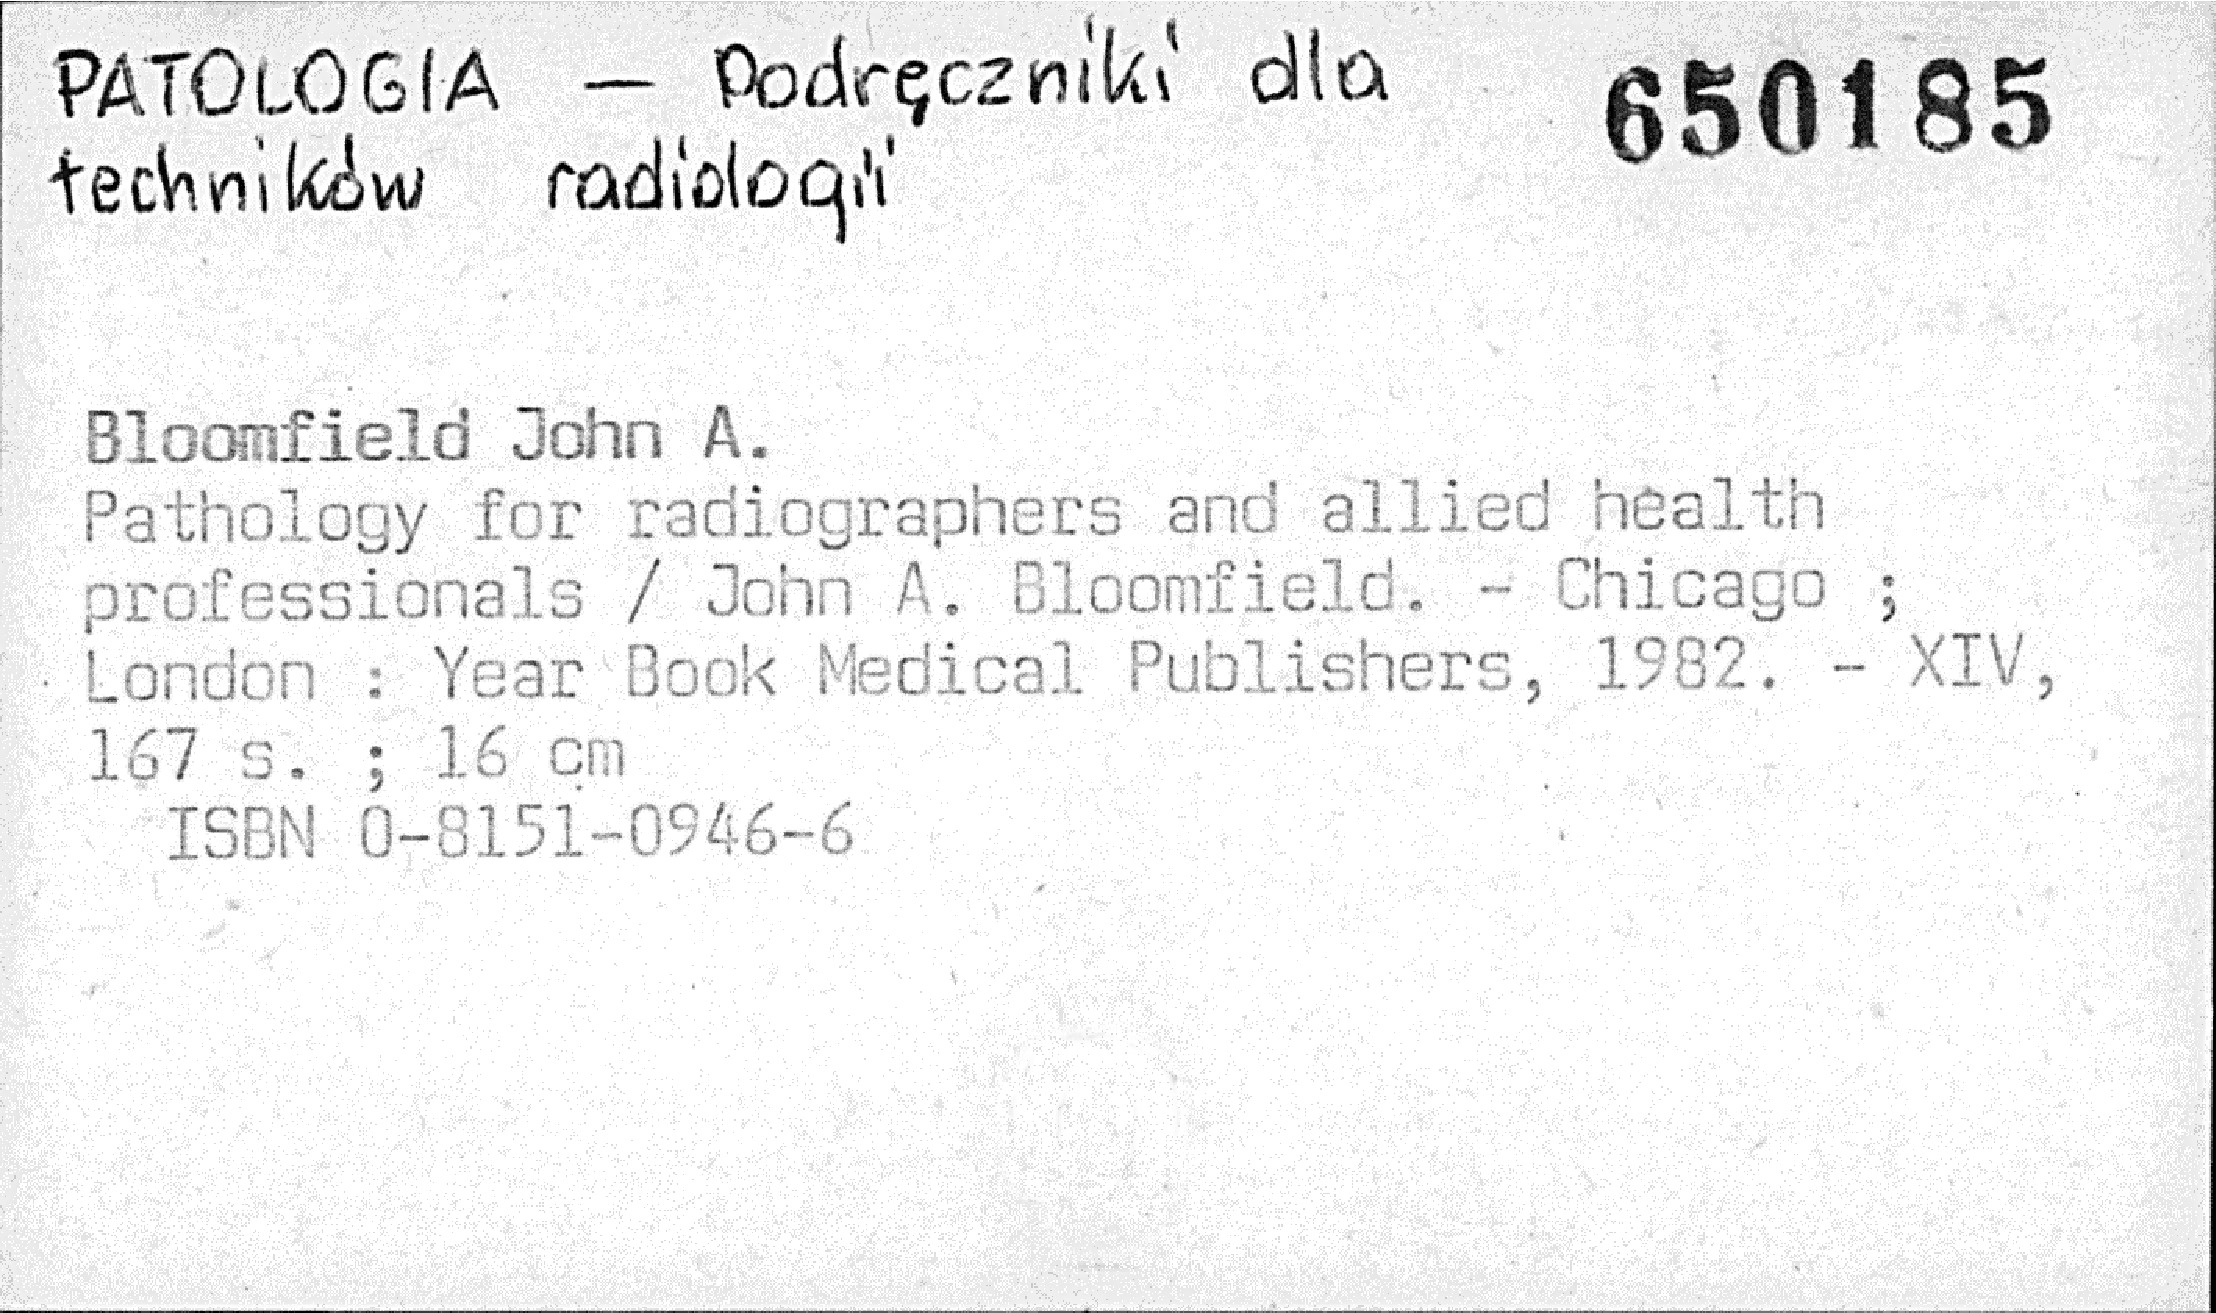 PATOLOGIA — Podręczniki dla 650185
techników radiologii
Bloomfield John A.
Pathology for radiographers and allied health
professionals / John A. Bloomfield. - Chicago ;
London : Year Book Medical Publishers, 1982. - XIV,
167 s. ; 16 cm
ISBN 0-8151-0946-6